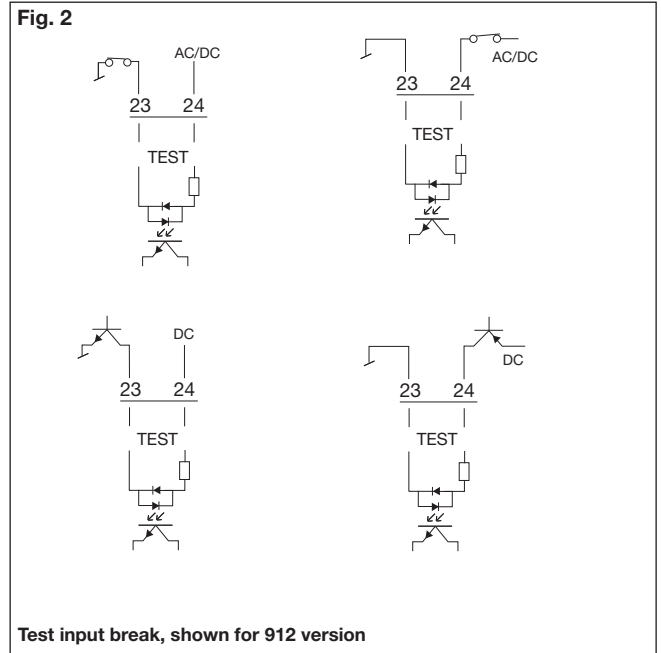 Fig. 2
AC/DC
23 24
TEST
AC/DC
23 24
TEST
DC
23 24
TEST
DC
23 24
TEST
Test input break, shown for 912 version